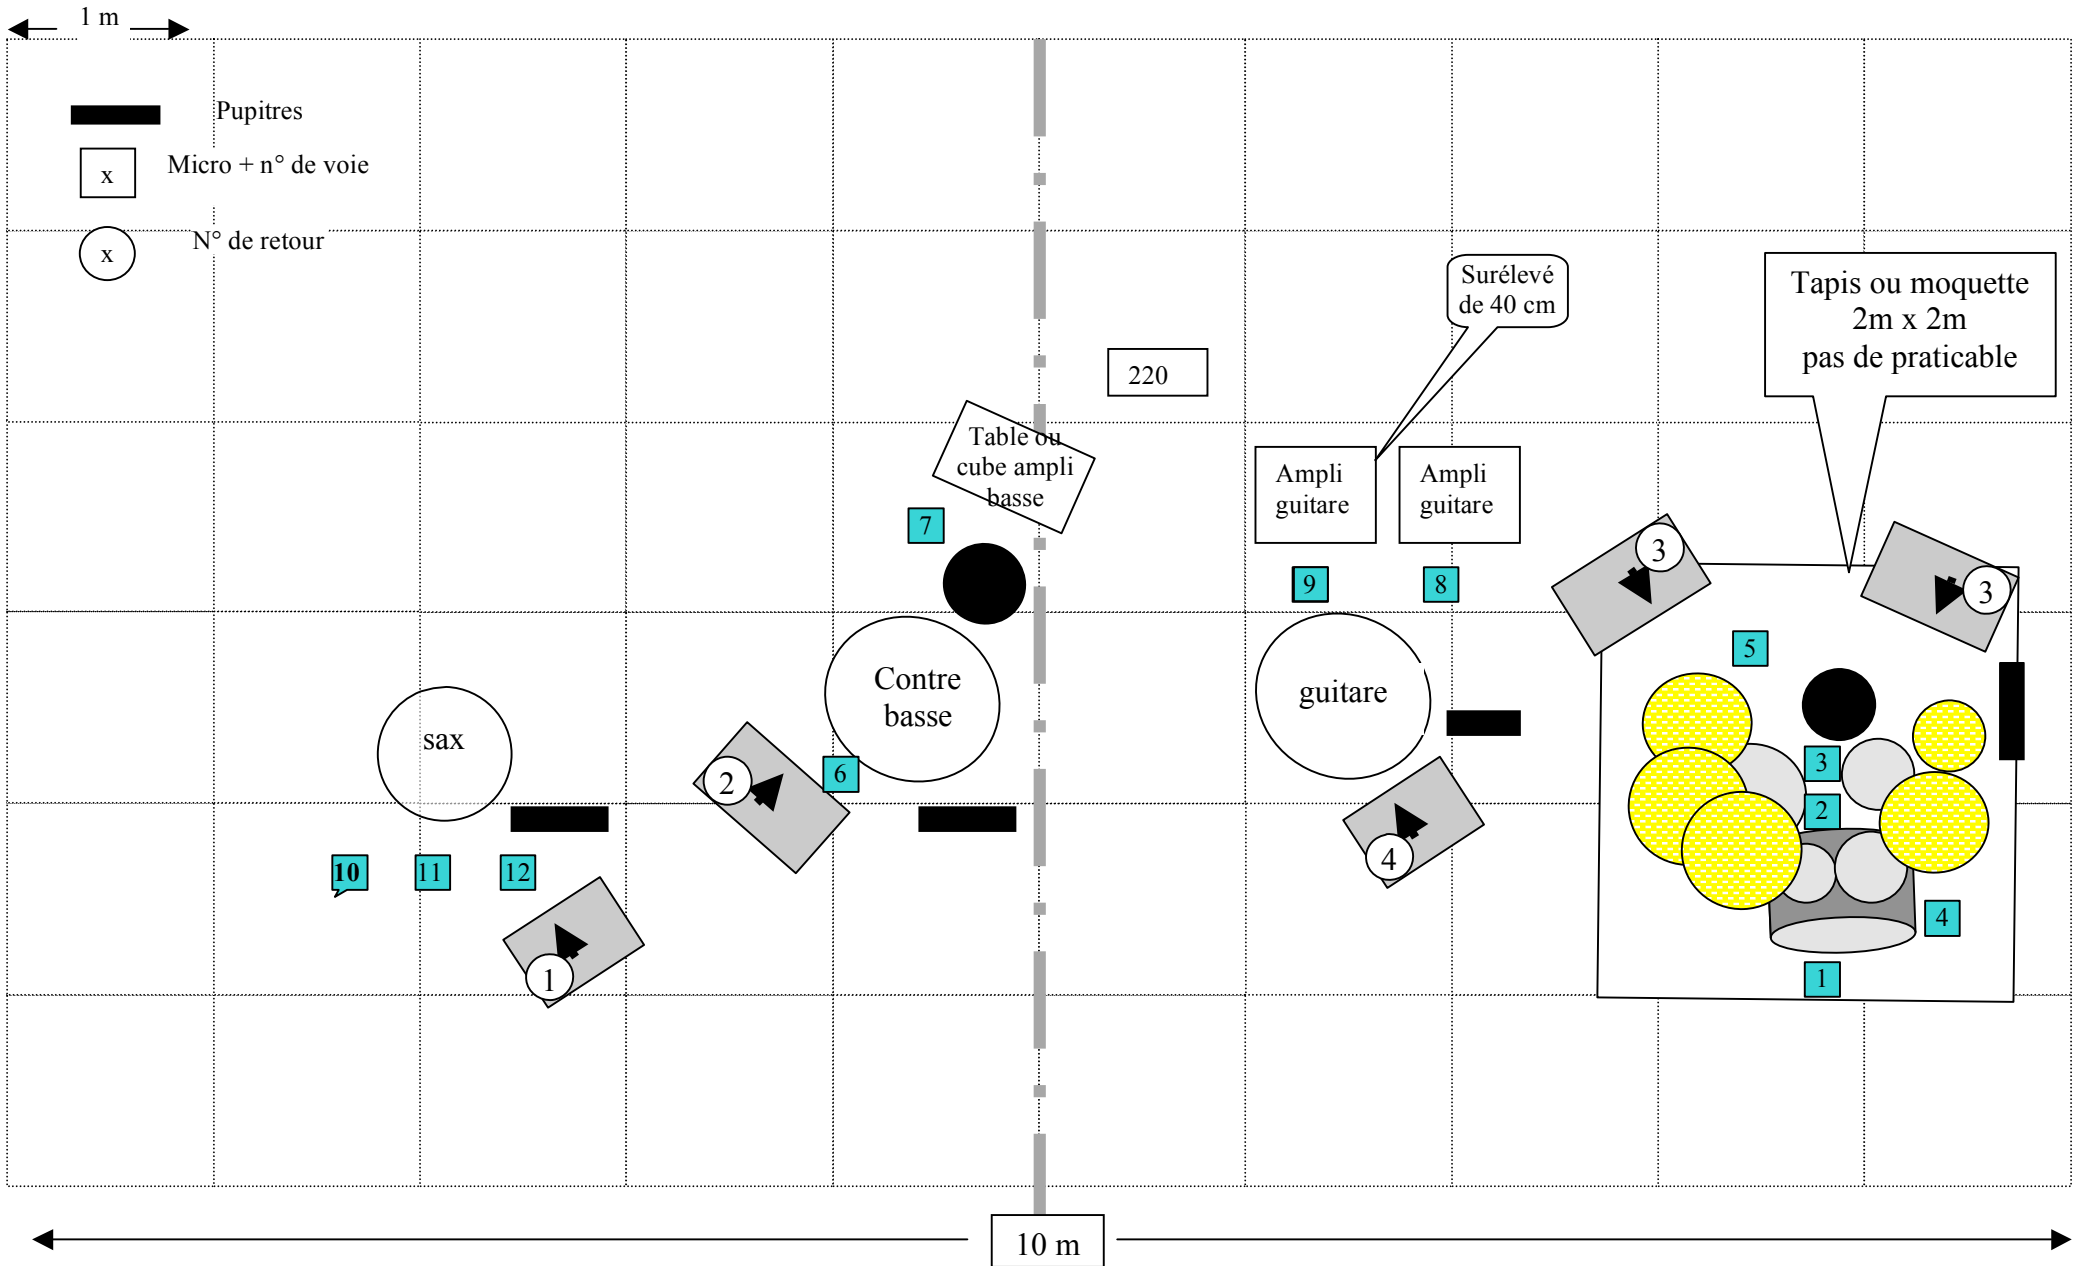 1 m
Pupitres
x
Micro + n° de voie
x
N° de retour
Surélevé
de 40 cm
Tapis ou moquette
2m x 2m
pas de praticable
220
Table ou
cube ampli
basse
Ampli
guitare
Ampli
guitare
7
9
8
3
3
5
Contre
basse
guitare
sax
2
6
3
2
4
10
11
12
1
4
1
10 m